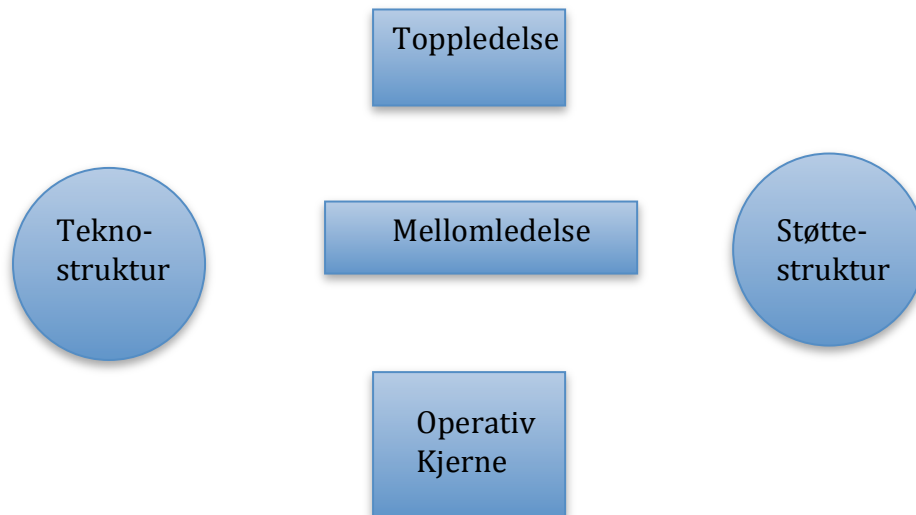 Toppledelse
Tekno-
struktur
Mellomledelse
Støtte-
struktur
Operativ
Kjerne